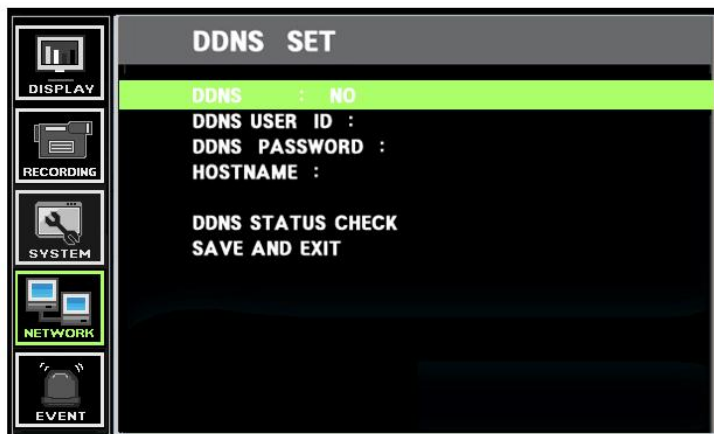 DISPLAY
RECORDING
SYSTEM
NETWORK
EVENT
DDNS SET
DDNS : NO
DDNS USER ID :
DDNS PASSWORD :
HOSTNAME :
DDNS STATUS CHECK
SAVE AND EXIT